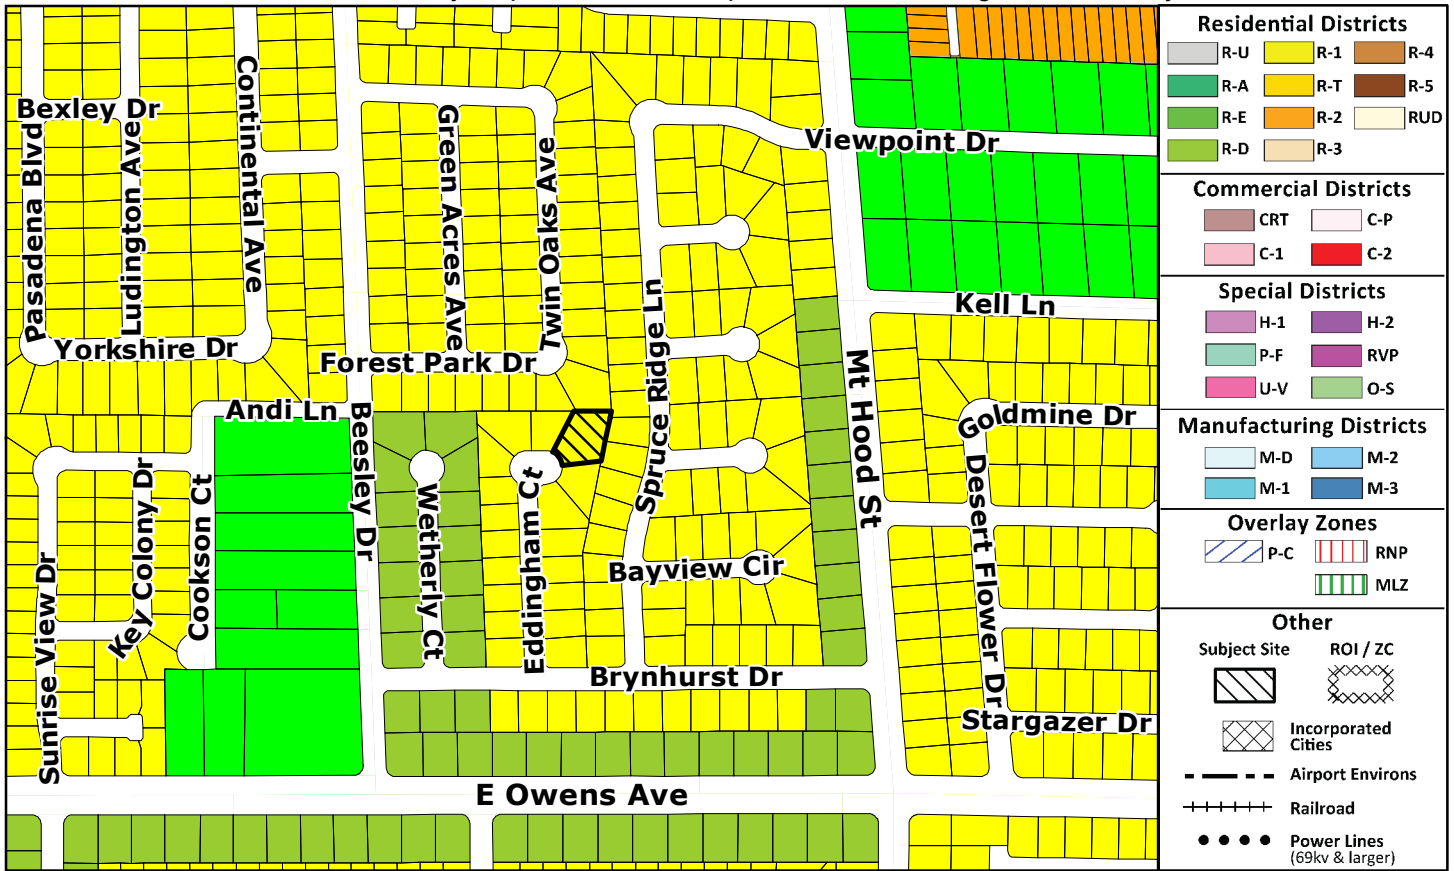 Bexley Dr
Pasadena Blvd
Ludington Ave
Continental Ave
Green Acres Ave
Twin Oaks Ave
Viewpoint Dr
Yorkshire Dr
Forest Park Dr
Spruce Ridge Ln
Kell Ln
Andi Ln
Beesley Dr
Mt Hood St
Goldmine Dr
Sunrise View Dr
Key Colony Dr
Cookson Ct
Wetherly Ct
Eddingham Ct
Bayview Cir
Desert Flower Dr
Brynhurst Dr
Stargazer Dr
E Owens Ave
Residential Districts
R-U R-1 R-4
R-A R-T R-5
R-E R-2 RUD
R-D R-3
Commercial Districts
CRT C-P
C-1 C-2
Special Districts
H-1 H-2
P-F RVP
U-V O-S
Manufacturing Districts
M-D M-2
M-1 M-3
Overlay Zones
P-C RNP
MLZ
Other
Subject Site ROI / ZC
Incorporated
Cities
Airport Environs
Railroad
Power Lines
(69kv & larger)